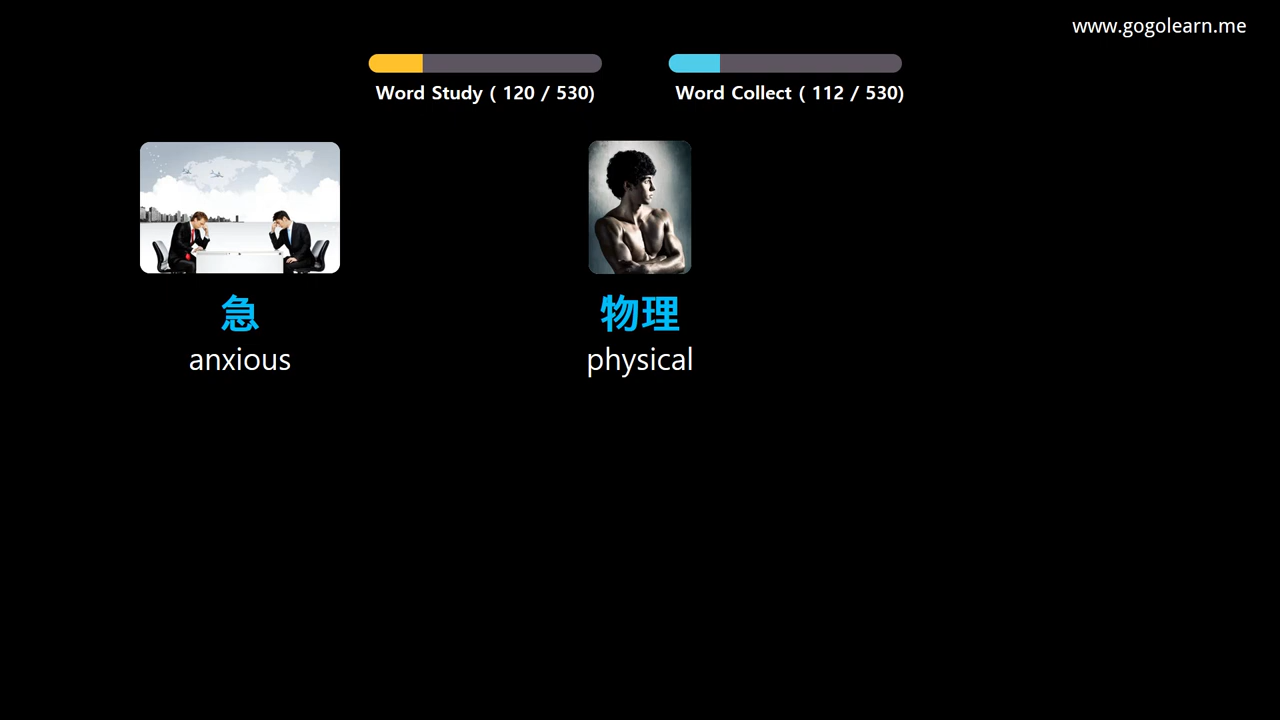 www.gogolearn.me
Word Study ( 120 / 530)
Word Collect ( 112 / 530)
急
anxious
物理
physical